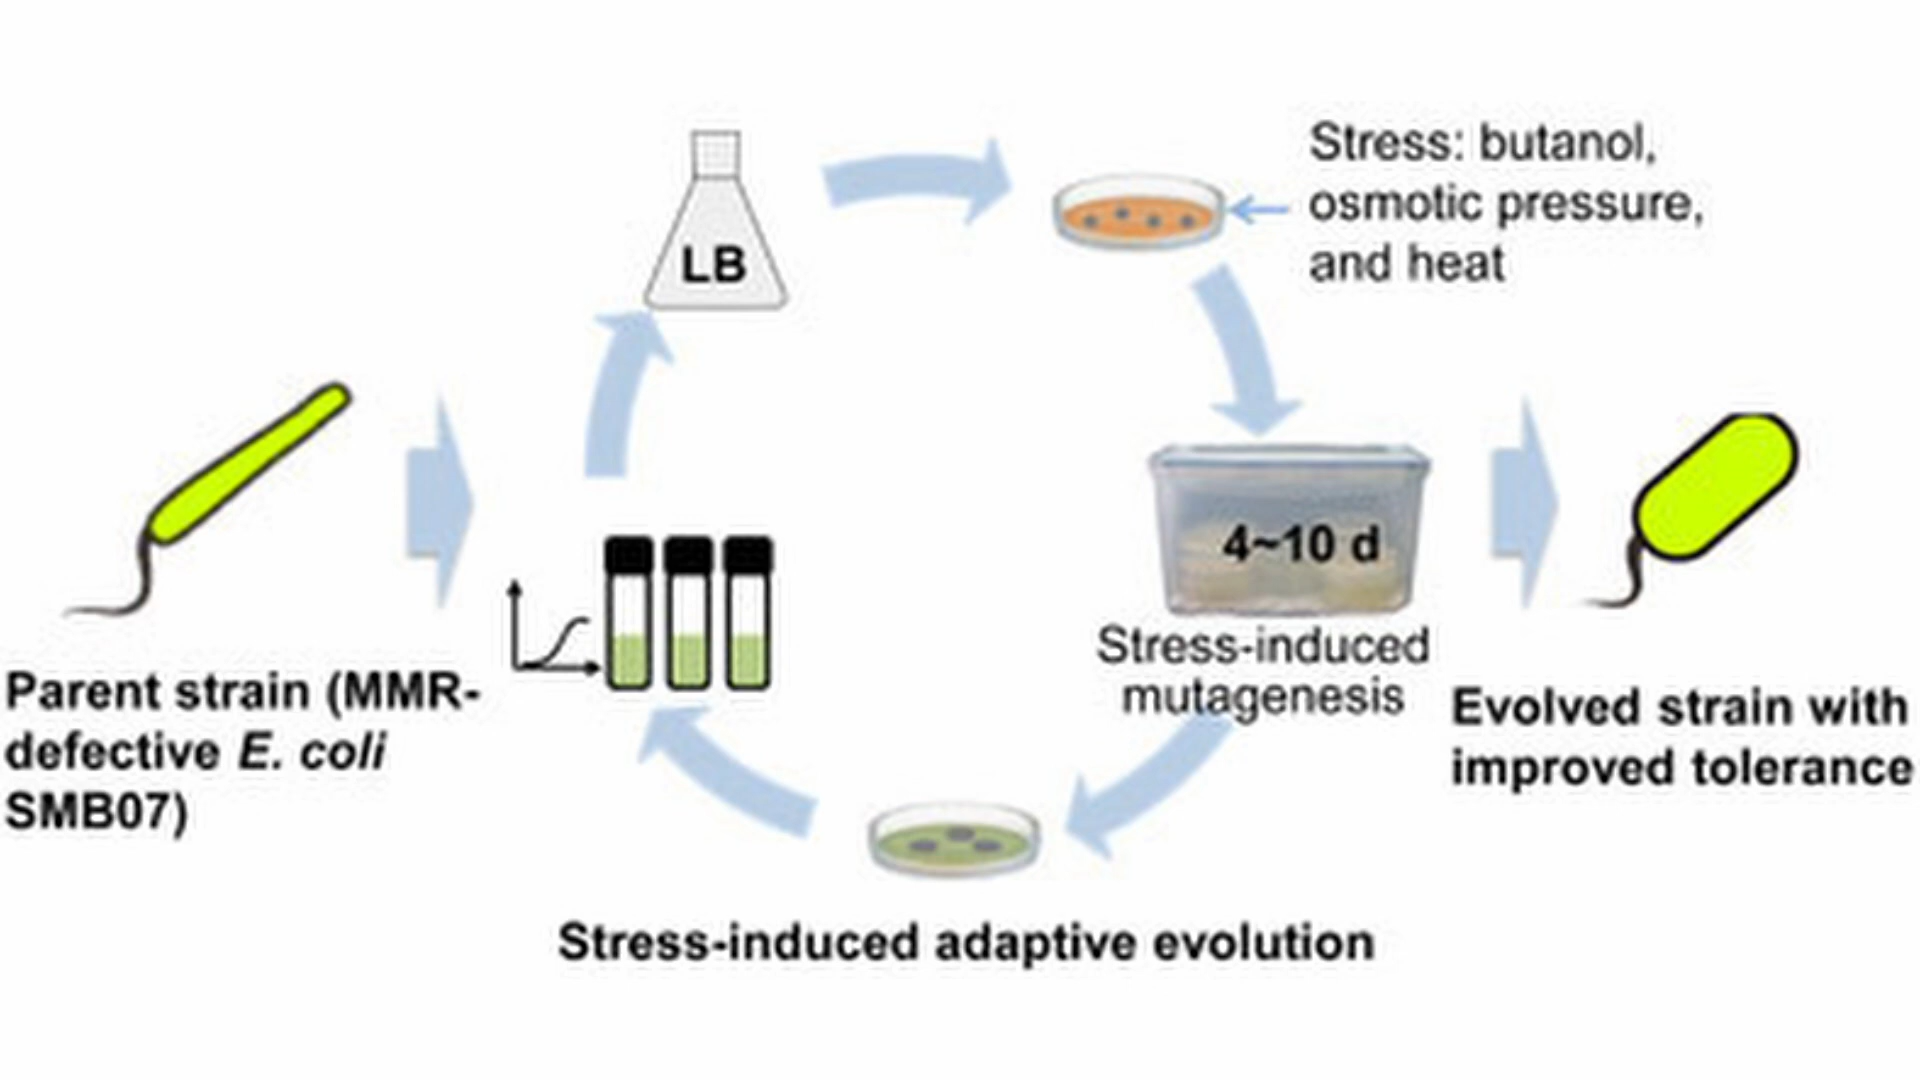 LB
Stress: butanol,
osmotic pressure,
and heat
4~10 d
Stress-induced
mutagenesis
Parent strain (MMR-
defective E. coli
SMB07)
Evolved strain with
improved tolerance
Stress-induced adaptive evolution